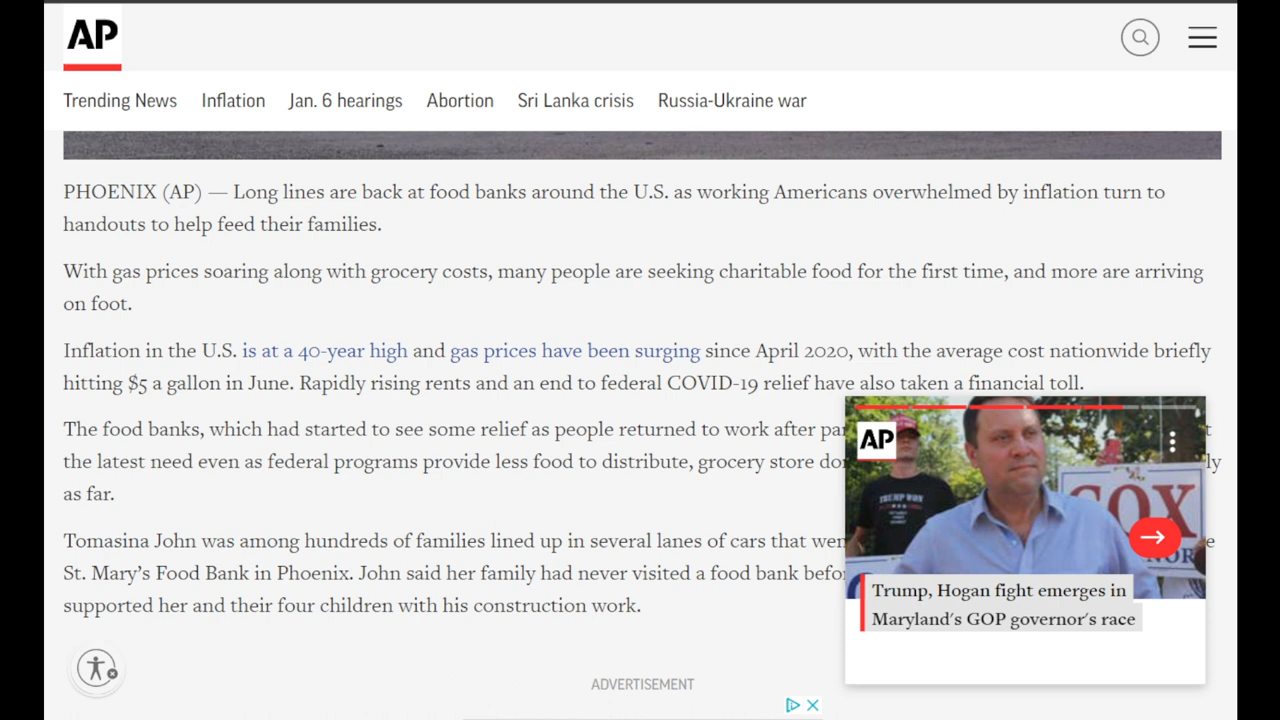 AP
Trending News Inflation Jan. 6 hearings Abortion Sri Lanka crisis Russia-Ukraine war
PHOENIX (AP) — Long lines are back at food banks around the U.S. as working Americans overwhelmed by inflation turn to
handouts to help feed their families.
With gas prices soaring along with grocery costs, many people are seeking charitable food for the first time, and more are arriving
on foot.
Inflation in the U.S. is at a 40-year high and gas prices have been surging since April 2020, with the average cost nationwide briefly
hitting $5 a gallon in June. Rapidly rising rents and an end to federal COVID-19 relief have also taken a financial toll.
The food banks, which had started to see some relief as people returned to work after
the latest need even as federal programs provide less food to distribute, grocery store
as far.
Tomasina John was among hundreds of families lined up in several lanes of cars that
St. Mary’s Food Bank in Phoenix. John said her family had never visited a food bank
supported her and their four children with his construction work.
AP
TRUMP WON
COX
Trump, Hogan fight emerges in
Maryland's GOP governor's race
ADVERTISEMENT